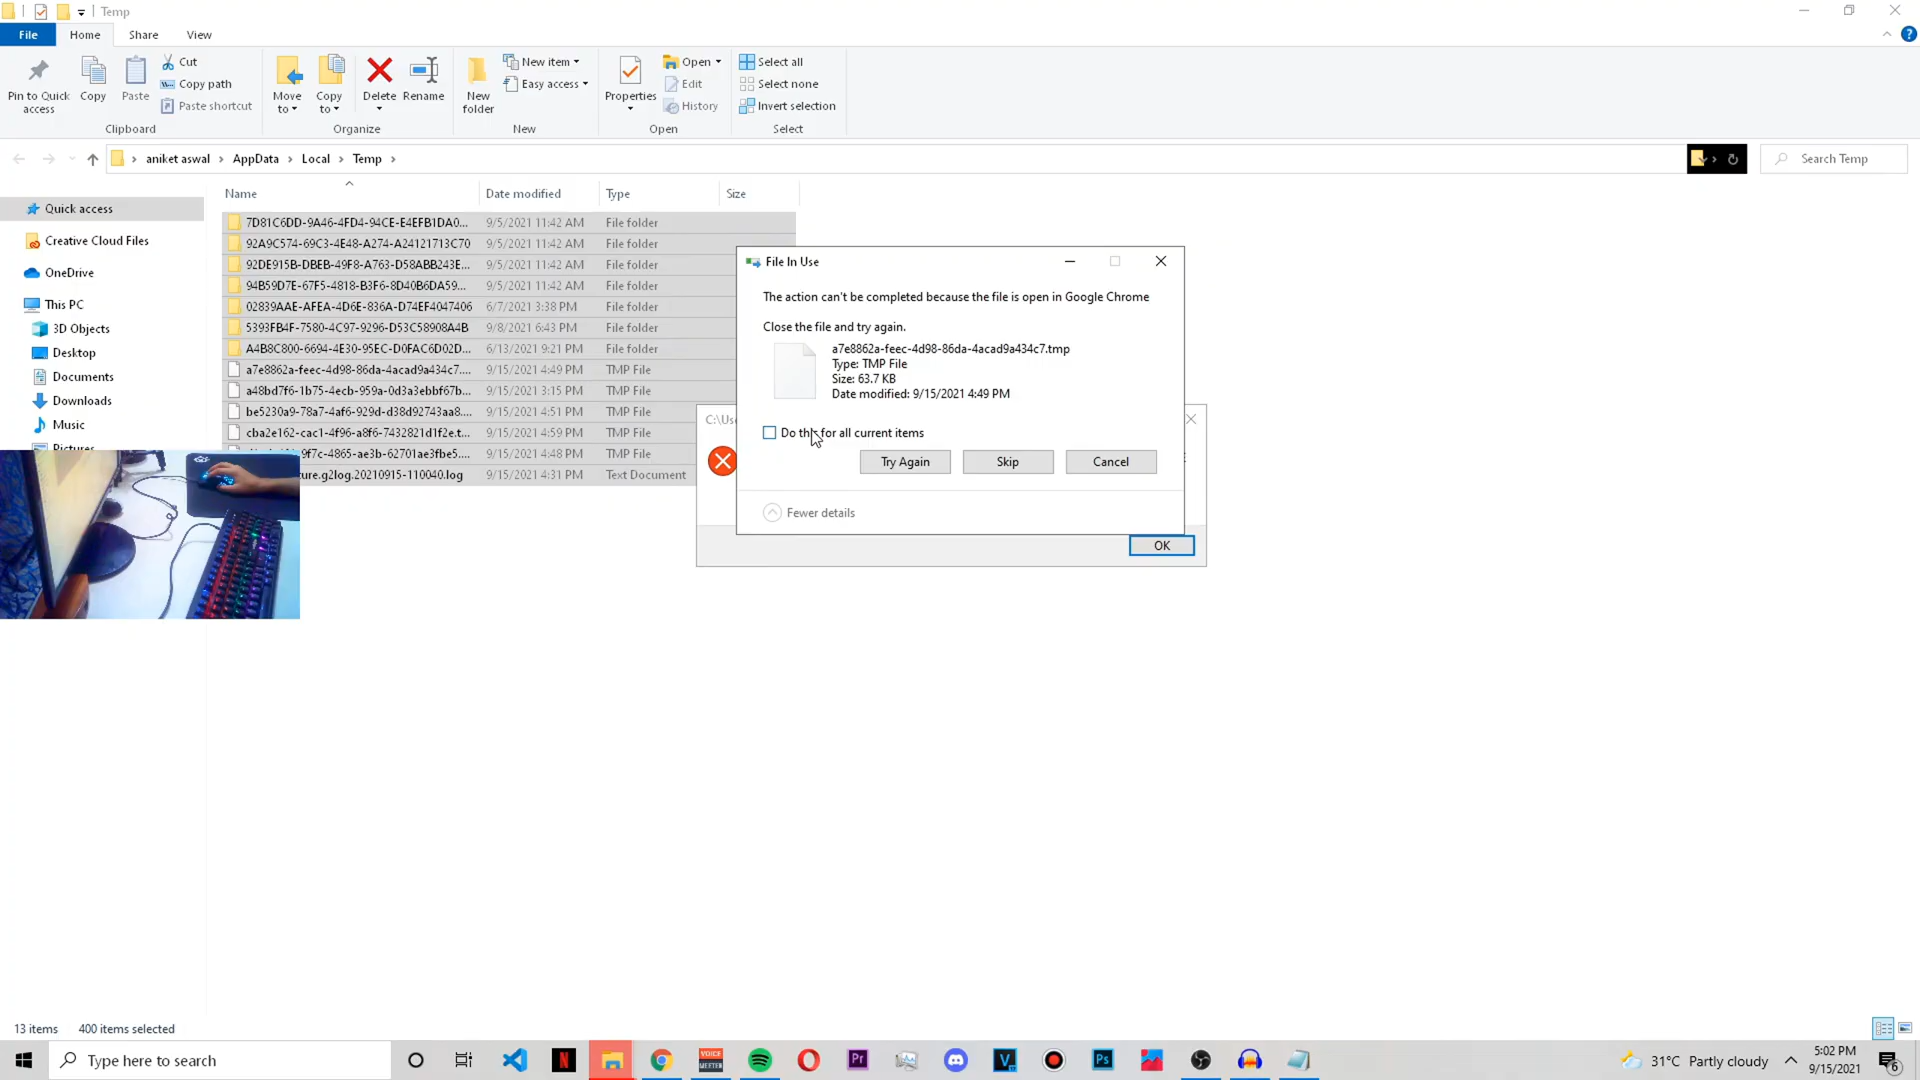 Temp
File Home Share View
Pin to Quick access
Copy
Paste
Cut
Copy path
Paste shortcut
Clipboard
Move to
Copy to
Delete
Rename
Organize
New folder
New item
Easy access
New
Properties
Open
Edit
History
Open
Select all
Select none
Invert selection
Select
aniket aswal › AppData › Local › Temp ›
Search Temp
Quick access
Creative Cloud Files
OneDrive
This PC
3D Objects
Desktop
Documents
Downloads
Music
Pictures
Name Date modified Type Size
7D81C6DD-9A46-4FD4-94CE-E4EFB1DA0... 9/5/2021 11:42 AM File folder
92A9C574-69C3-4E48-A274-A24121713C70 9/5/2021 11:42 AM File folder
92DE915B-DBEB-49F8-A763-D58ABB243E... 9/5/2021 11:42 AM File folder
94B59D7E-67F5-4818-B3F6-8D40B6DA59... 9/5/2021 11:42 AM File folder
02839AAE-AFEA-4D6E-836A-D74EF4047406 6/7/2021 3:38 PM File folder
5393FB4F-7580-4C97-9296-D53C58908A4B 9/8/2021 6:43 PM File folder
A4B8C800-6694-4E30-95EC-D0FAC6D02D... 6/13/2021 9:21 PM File folder
a7e8862a-feec-4d98-86da-4acad9a434c7.... 9/15/2021 4:49 PM TMP File
a48bd7f6-1b75-4ecb-959a-0d3a3ebbf67b... 9/15/2021 3:15 PM TMP File
be5230a9-78a7-4af6-929d-d38d92743aa8.... 9/15/2021 4:51 PM TMP File
cba2e162-cac1-4f96-a8f6-7432821d1f2e.t... 9/15/2021 4:59 PM TMP File
9f7c-4865-ae3b-62701ae3fbe5.... 9/15/2021 4:48 PM TMP File
ure.g2log.20210915-110040.log 9/15/2021 4:31 PM Text Document
File In Use
The action can't be completed because the file is open in Google Chrome
Close the file and try again.
a7e8862a-feec-4d98-86da-4acad9a434c7.tmp
Type: TMP File
Size: 63.7 KB
Date modified: 9/15/2021 4:49 PM
Do this for all current items
Try Again Skip Cancel
Fewer details
C:\Use
OK
13 items 400 items selected
Type here to search
N
VOICE MEETER
Pr
V
Ps
31°C Partly cloudy
5:02 PM
9/15/2021
6